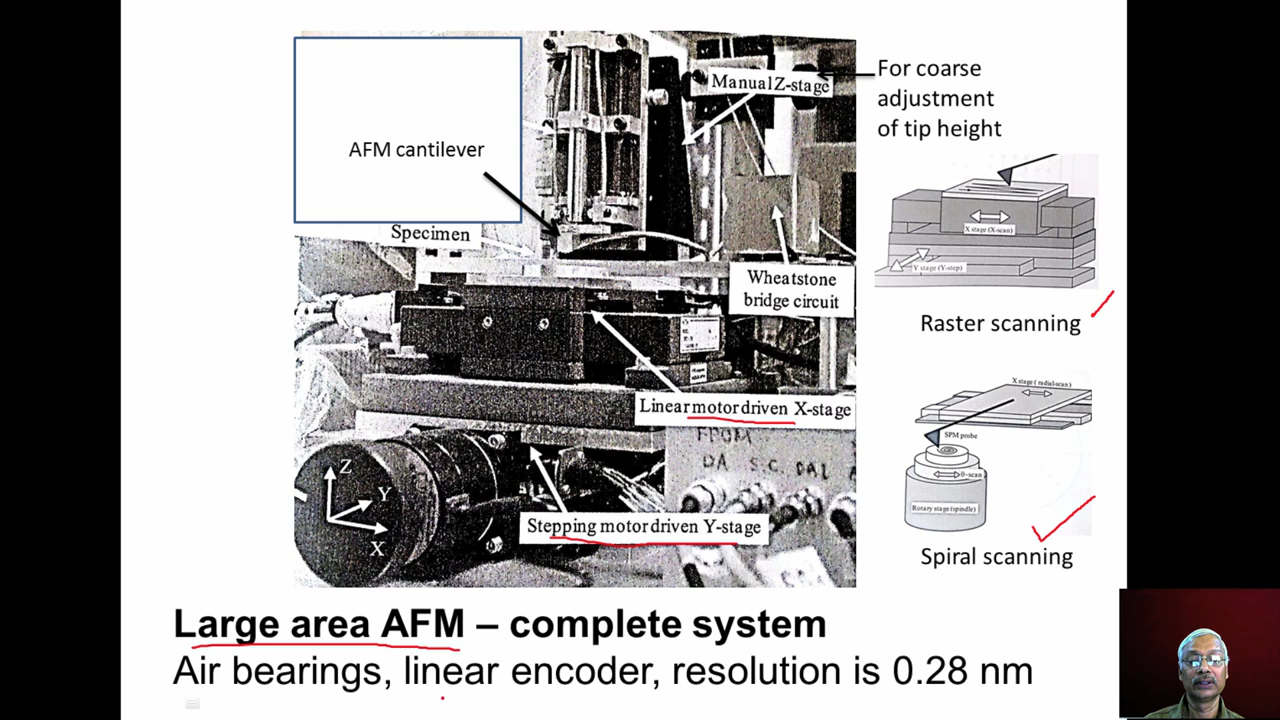 For coarse
adjustment
of tip height
Manual Z-stage
AFM cantilever
Specimen
Wheatstone
bridge circuit
X stage (X-scan)
Y stage (Y-step)
Raster scanning
Linear motor driven X-stage
X stage ( radial-scan)
SPM probe
θ-scan
Rotary stage (spindle)
DA S.C. DAL
Z
Y
X
Stepping motor driven Y-stage
Spiral scanning
Large area AFM – complete system
Air bearings, linear encoder, resolution is 0.28 nm